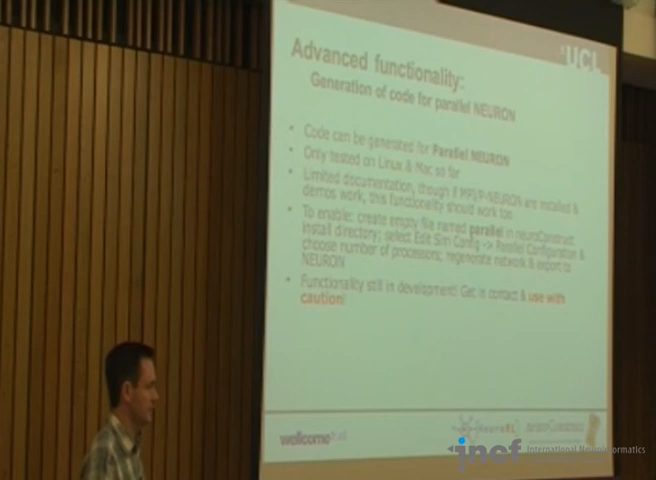 UCL
Advanced functionality:
Generation of code for parallel NEURON
• Code can be generated for Parallel NEURON
• Only tested on Linux & Mac so far
• Limited documentation, though if MPI/P-NEURON are installed &
demos work, this functionality should work too
• To enable: create empty file named parallel in neuroConstruct
install directory; select Edit Sim Config -> Parallel Configuration &
choose number of processors; regenerate network & export to
NEURON
• Functionality still in development! Get in contact & use with
caution!
wellcome trust
neuroConstruct
incf International Neuroinformatics